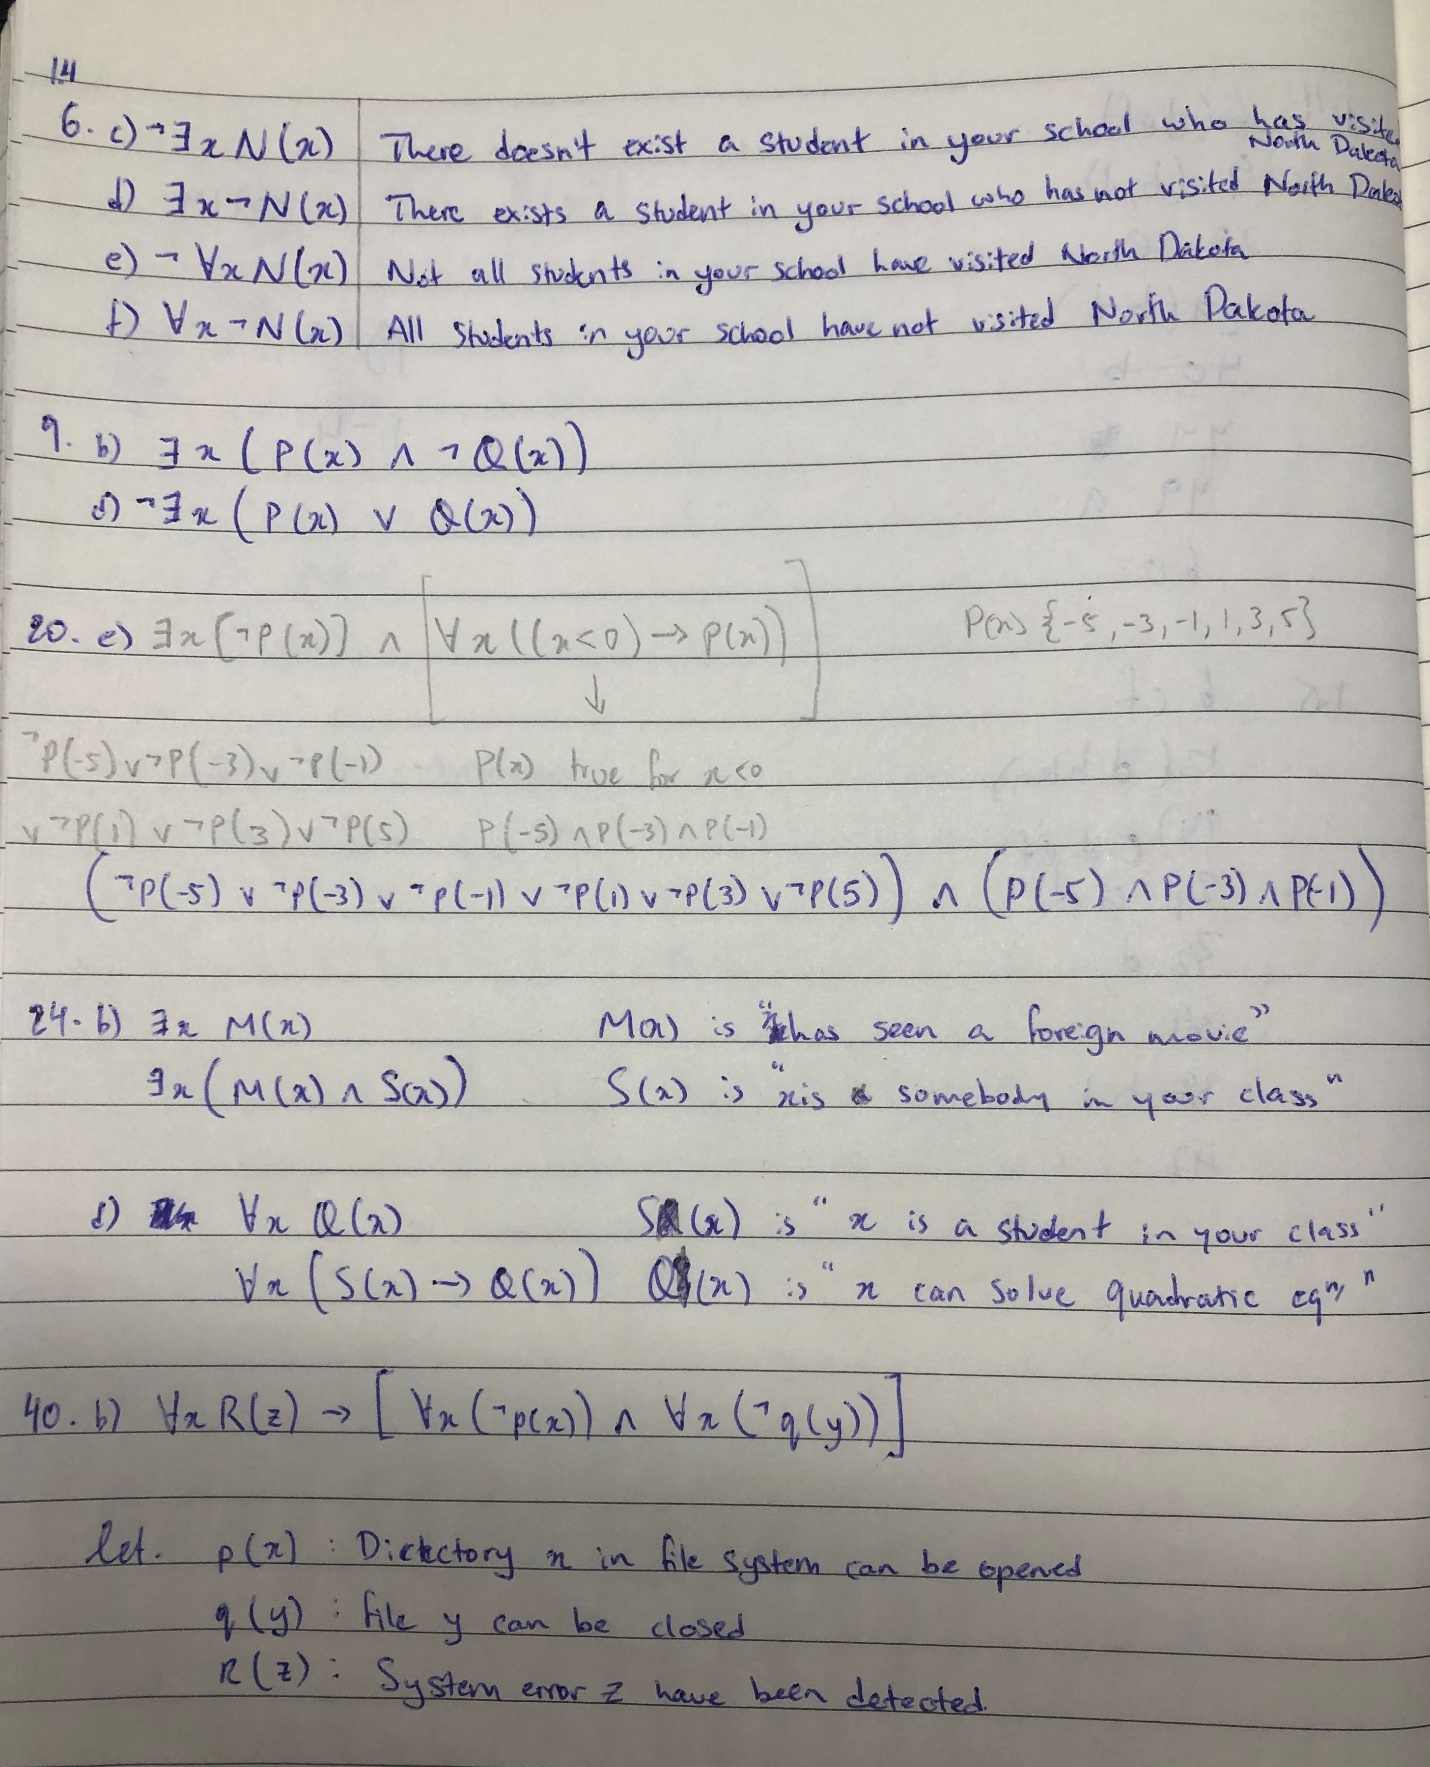 1.4
6. c) ¬∃x N(x) There doesn't exist a student in your school who has visited
North Dakota
d) ∃x¬N(x) There exists a student in your school who has not visited North Dakota
e) ¬∀xN(x) Not all students in your school have visited North Dakota
f) ∀x¬N(x) All students in your school have not visited North Dakota
9. b) ∃x (P(x) ∧ ¬Q(x))
d) ¬∃x (P(x) ∨ Q(x))
20. e) ∃x[¬P(x)] ∧ [∀x((x<0) → P(x))] P(x) {-5, -3, -1, 1, 3, 5}
↓
¬P(-5)∨¬P(-3)∨¬P(-1) P(x) true for x<0
∨¬P(1)∨¬P(3)∨¬P(5) P(-5)∧P(-3)∧P(-1)
(¬P(-5) ∨ ¬P(-3) ∨ ¬P(-1) ∨ ¬P(1) ∨ ¬P(3) ∨ ¬P(5)) ∧ (P(-5) ∧ P(-3) ∧ P(-1))
24. b) ∃x M(x) M(x) is "x has seen a foreign movie"
∃x(M(x) ∧ S(x)) S(x) is "x is somebody in your class"
d) ∀x Q(x) S(x) is "x is a student in your class"
∀x (S(x) → Q(x)) Q(x) is "x can solve quadratic eqn"
40. b) ∀x R(z) → [∀x(¬p(x)) ∧ ∀x(¬q(y))]
let. p(x) : Dictectory x in file system can be opened
q(y) : file y can be closed
R(z) : System error z have been detected.